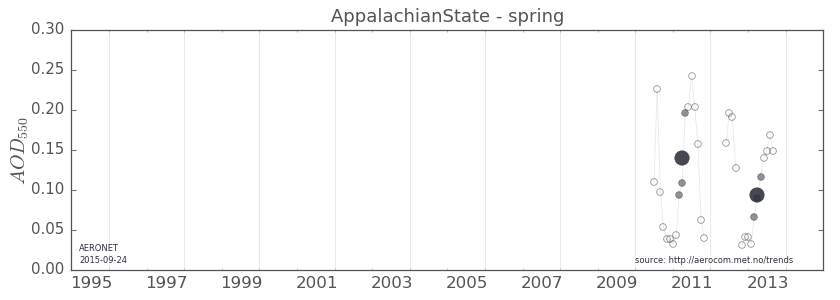 AppalachianState - spring
0.30
0.25
0.20
0.15
0.10
0.05
0.00
AOD550
AERONET
2015-09-24
source: http://aerocom.met.no/trends
1995 1997 1999 2001 2003 2005 2007 2009 2011 2013